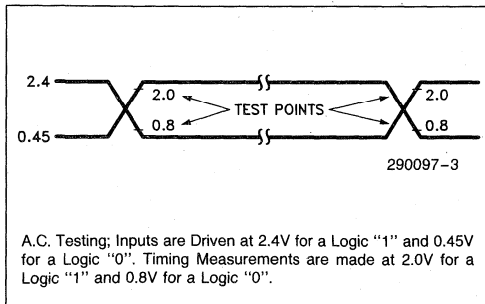 2.4
2.0
2.0
TEST POINTS
0.8
0.8
0.45
290097-3
A.C. Testing; Inputs are Driven at 2.4V for a Logic "1" and 0.45V
for a Logic "0". Timing Measurements are made at 2.0V for a
Logic "1" and 0.8V for a Logic "0".